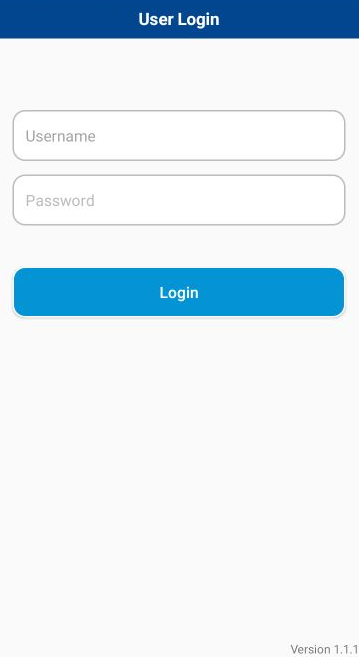 User Login
Username
Password
Login
Version 1.1.1